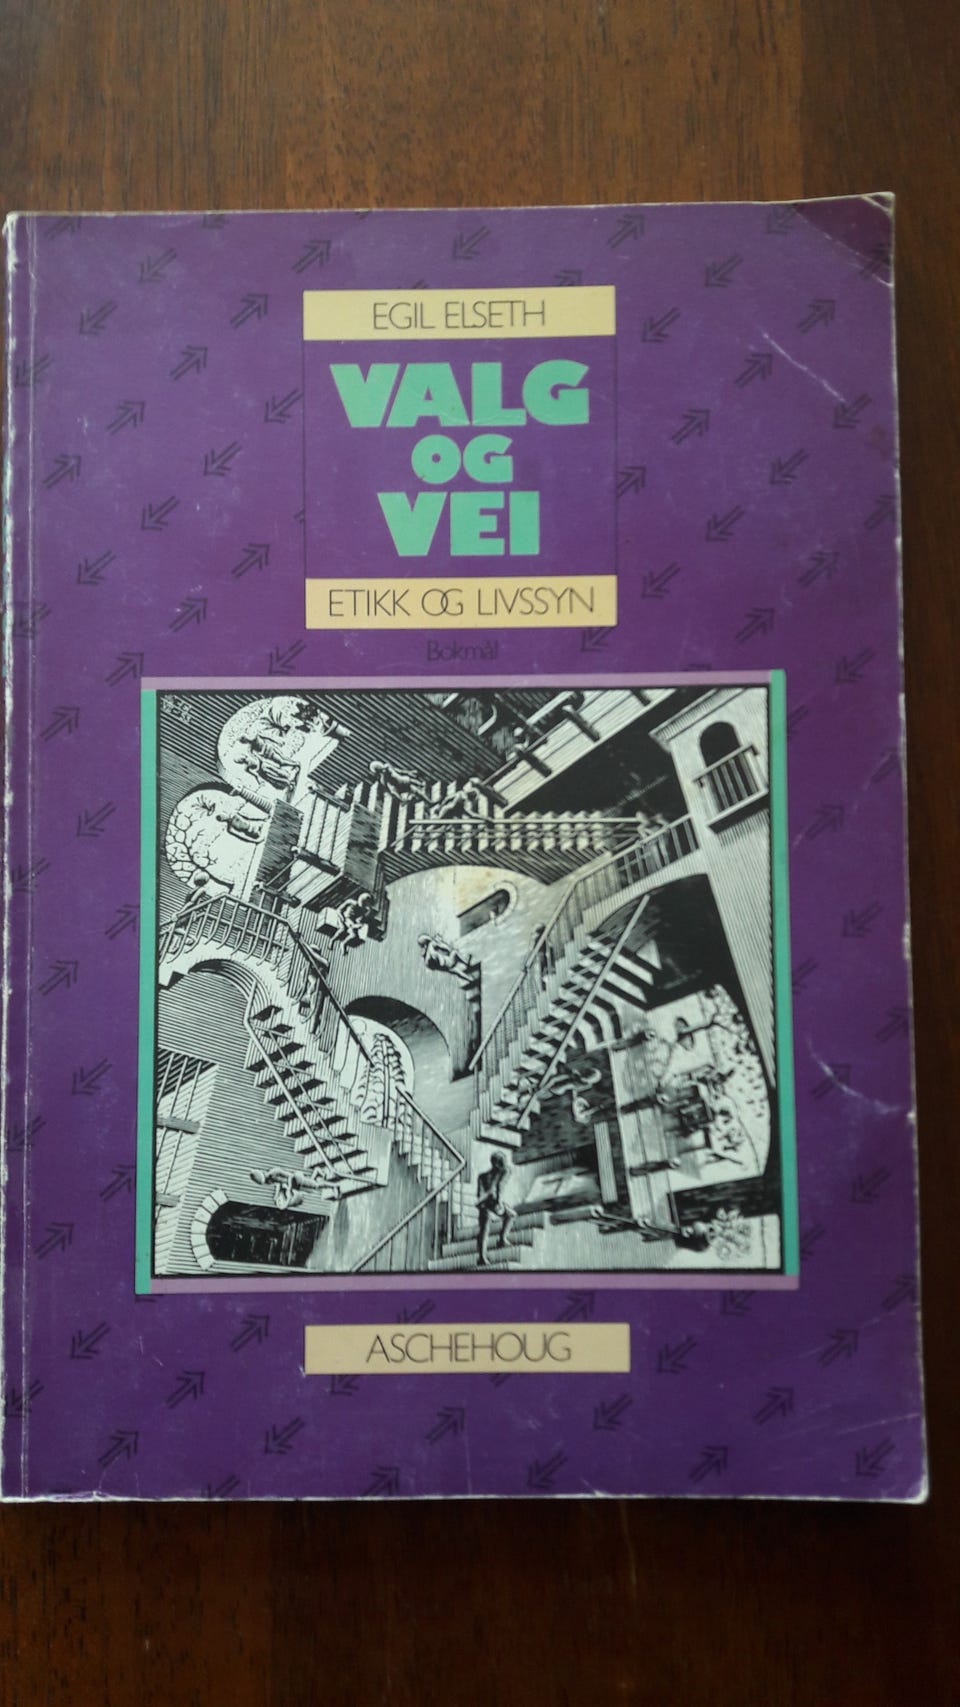 EGIL ELSETH
VALG
OG
VEI
ETIKK OG LIVSSYN
Bokmål
ASCHEHOUG